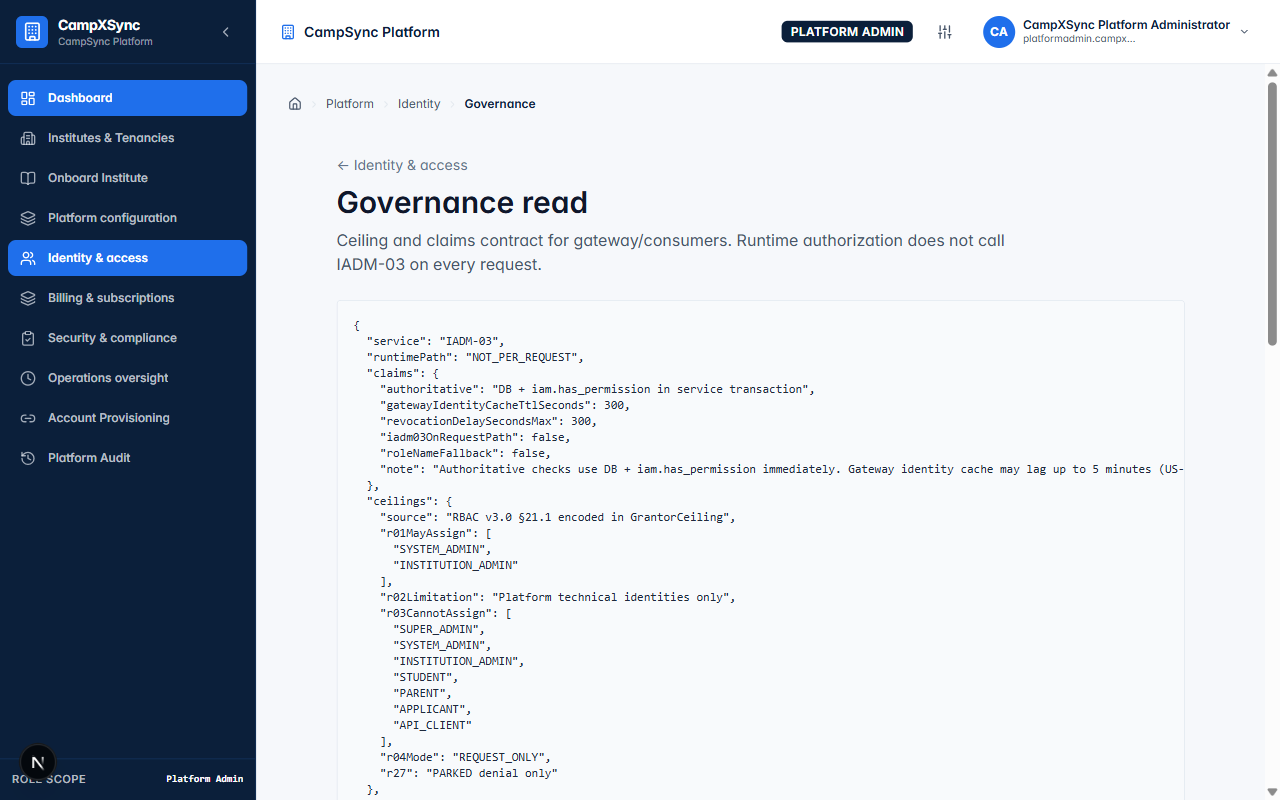 CampXSync
CampSync Platform
Dashboard
Institutes & Tenancies
Onboard Institute
Platform configuration
Identity & access
Billing & subscriptions
Security & compliance
Operations oversight
Account Provisioning
Platform Audit
N
ROLE SCOPE
Platform Admin
CampSync Platform
PLATFORM ADMIN
CA
CampXSync Platform Administrator
platformadmin.campx...
Platform
Identity
Governance
← Identity & access
Governance read
Ceiling and claims contract for gateway/consumers. Runtime authorization does not call
IADM-03 on every request.
{
"service": "IADM-03",
"runtimePath": "NOT_PER_REQUEST",
"claims": {
"authoritative": "DB + iam.has_permission in service transaction",
"gatewayIdentityCacheTtlSeconds": 300,
"revocationDelaySecondsMax": 300,
"iadm03OnRequestPath": false,
"roleNameFallback": false,
"note": "Authoritative checks use DB + iam.has_permission immediately. Gateway identity cache may lag up to 5 minutes (US-
},
"ceilings": {
"source": "RBAC v3.0 §21.1 encoded in GrantorCeiling",
"r01MayAssign": [
"SYSTEM_ADMIN",
"INSTITUTION_ADMIN"
],
"r02Limitation": "Platform technical identities only",
"r03CannotAssign": [
"SUPER_ADMIN",
"SYSTEM_ADMIN",
"INSTITUTION_ADMIN",
"STUDENT",
"PARENT",
"APPLICANT",
"API_CLIENT"
],
"r04Mode": "REQUEST_ONLY",
"r27": "PARKED denial only"
},